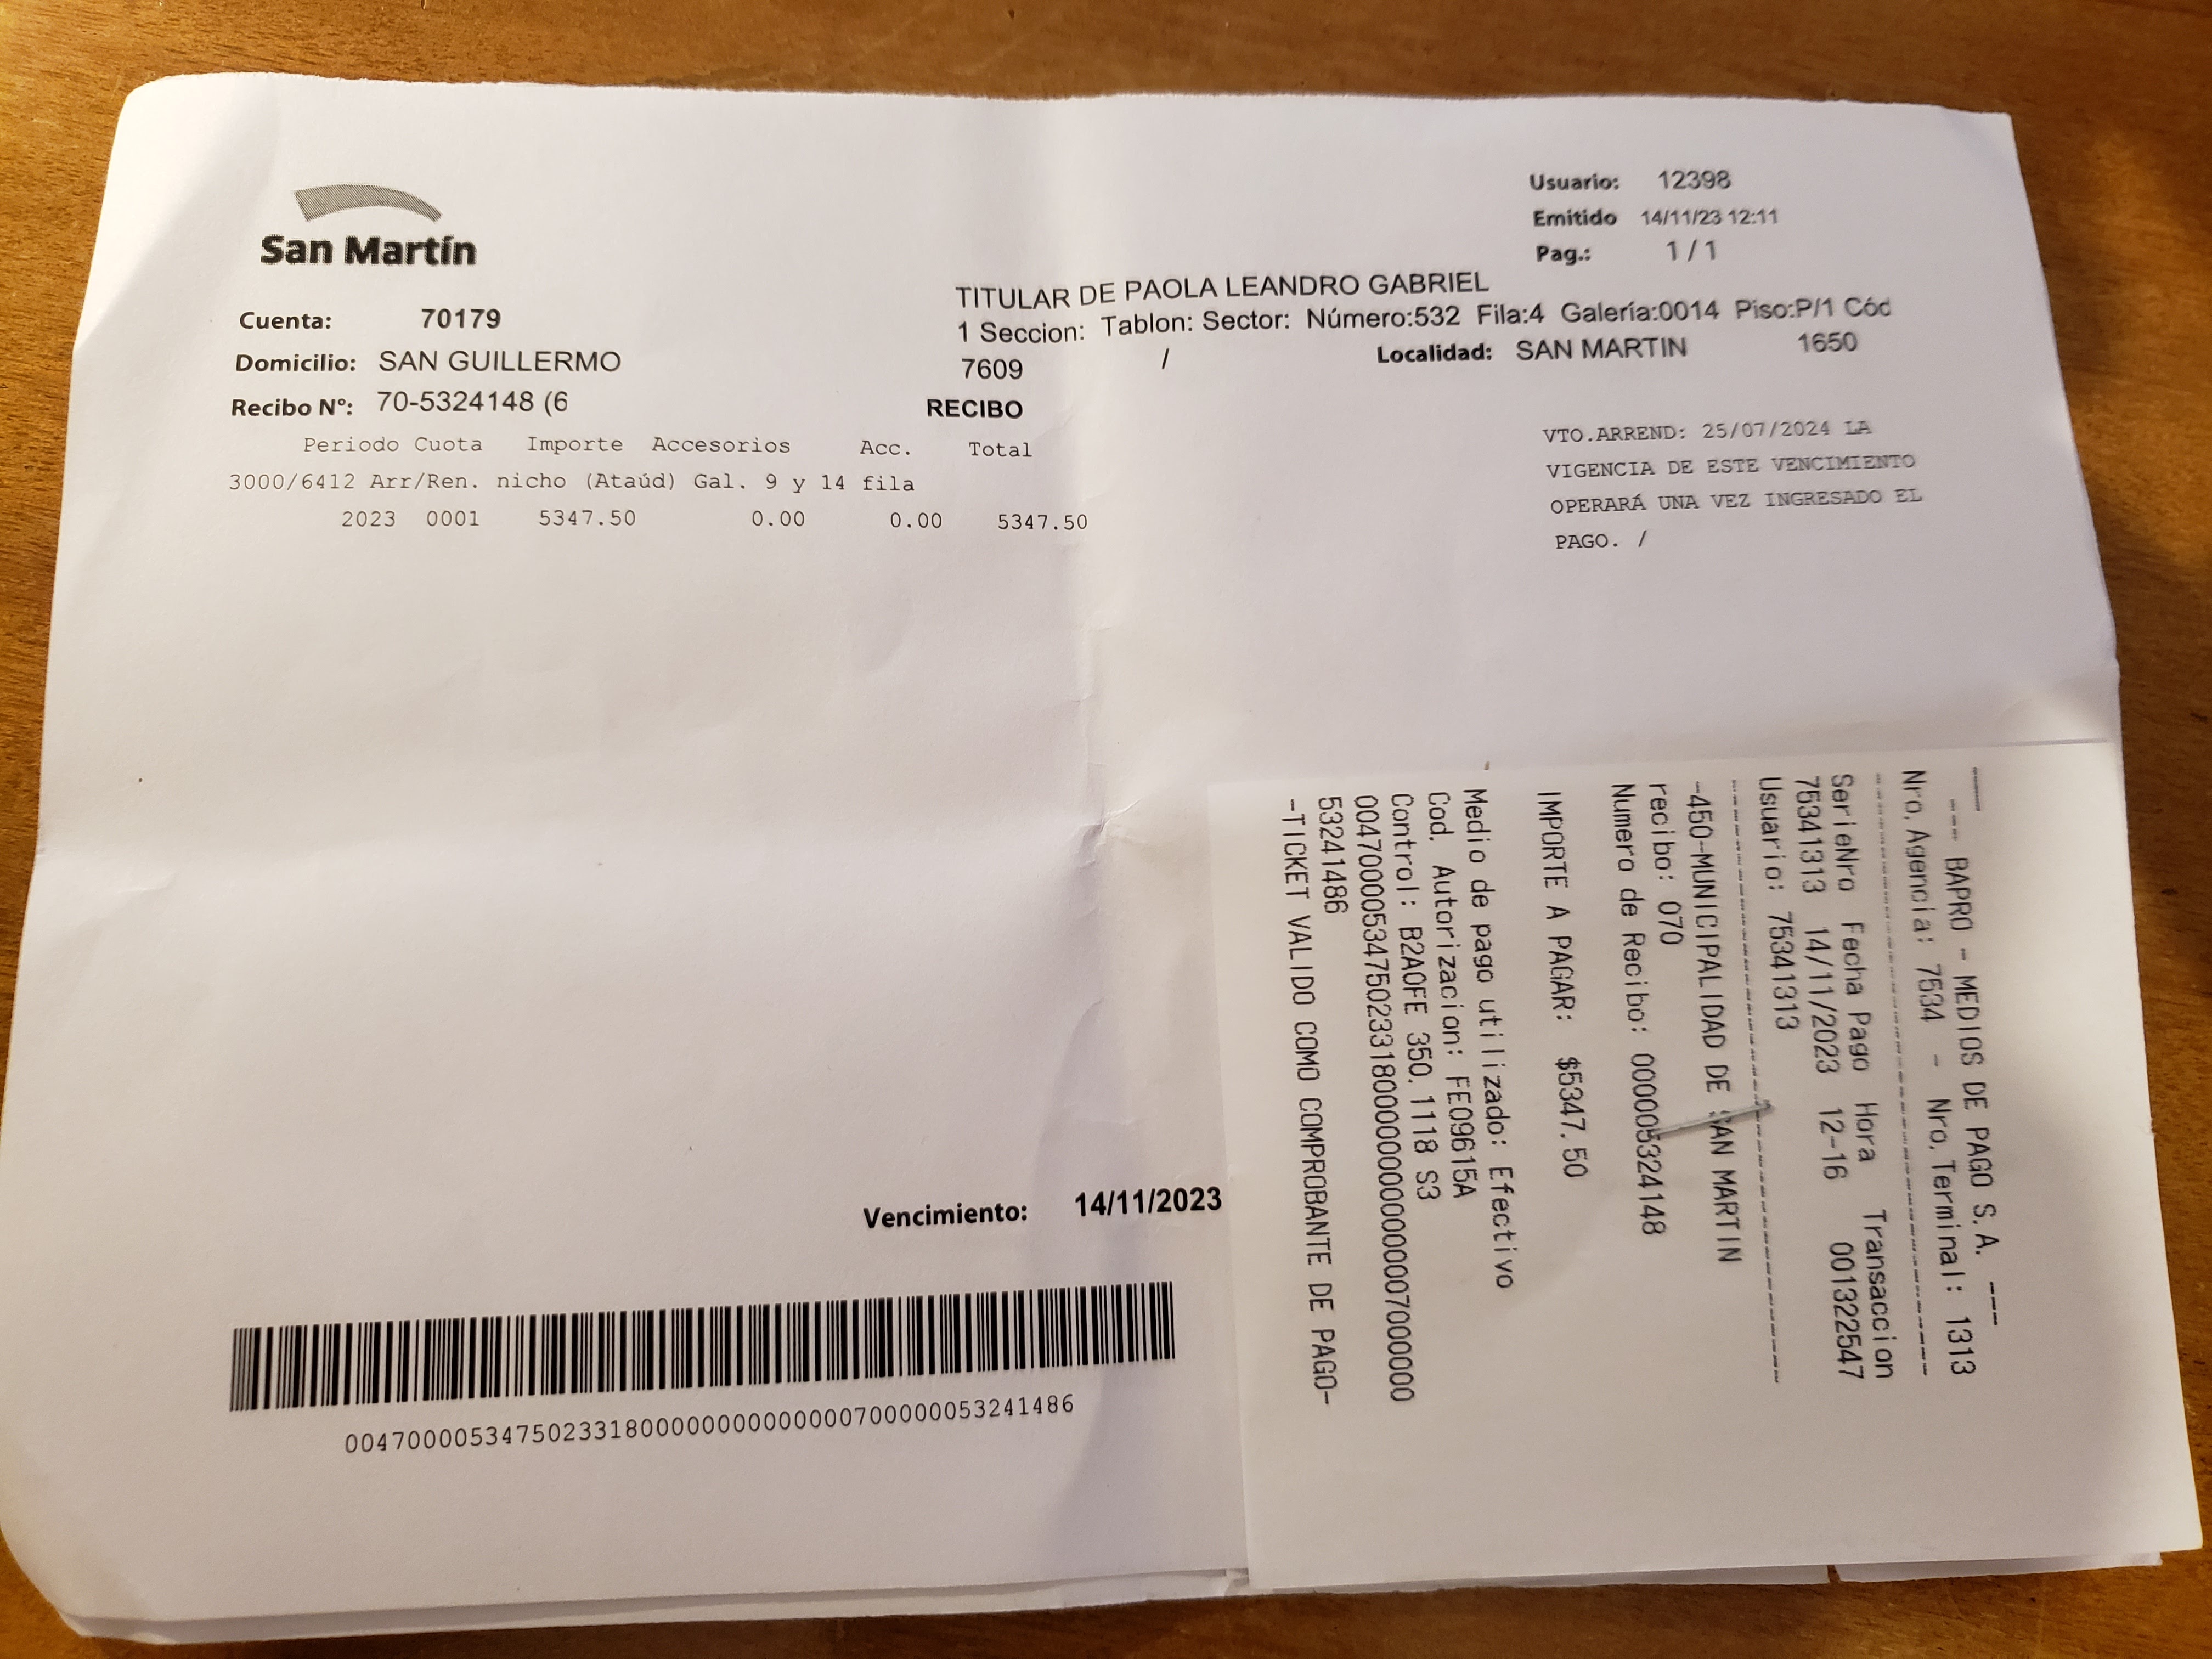 San Martín
Usuario: 12398
Emitido 14/11/23 12:11
Pag.: 1 / 1
Cuenta: 70179
TITULAR DE PAOLA LEANDRO GABRIEL
1 Seccion: Tablon: Sector: Número:532 Fila:4 Galería:0014 Piso:P/1 Cód
Domicilio: SAN GUILLERMO 7609 / Localidad: SAN MARTIN 1650
Recibo N°: 70-5324148 (6 RECIBO
Periodo Cuota Importe Accesorios Acc. Total
3000/6412 Arr/Ren. nicho (Ataúd) Gal. 9 y 14 fila
2023 0001 5347.50 0.00 0.00 5347.50
VTO.ARREND: 25/07/2024 LA
VIGENCIA DE ESTE VENCIMIENTO
OPERARÁ UNA VEZ INGRESADO EL
PAGO. /
Vencimiento: 14/11/2023
--- BAPRO - MEDIOS DE PAGO S.A. ---
Nro.Agencia: 7534 - Nro.Terminal: 1313
SerieNro Fecha Pago Hora Transaccion
75341313 14/11/2023 12-16 001322547
Usuario: 75341313
-450-MUNICIPALIDAD DE SAN MARTIN
recibo: 070
Numero de Recibo: 000005324148
IMPORTE A PAGAR: $5347.50
Medio de pago utilizado: Efectivo
Cod. Autorizacion: FE09615A
Control: B2A0FE 350.1118 S3
53241486
-TICKET VALIDO COMO COMPROBANTE DE PAGO-